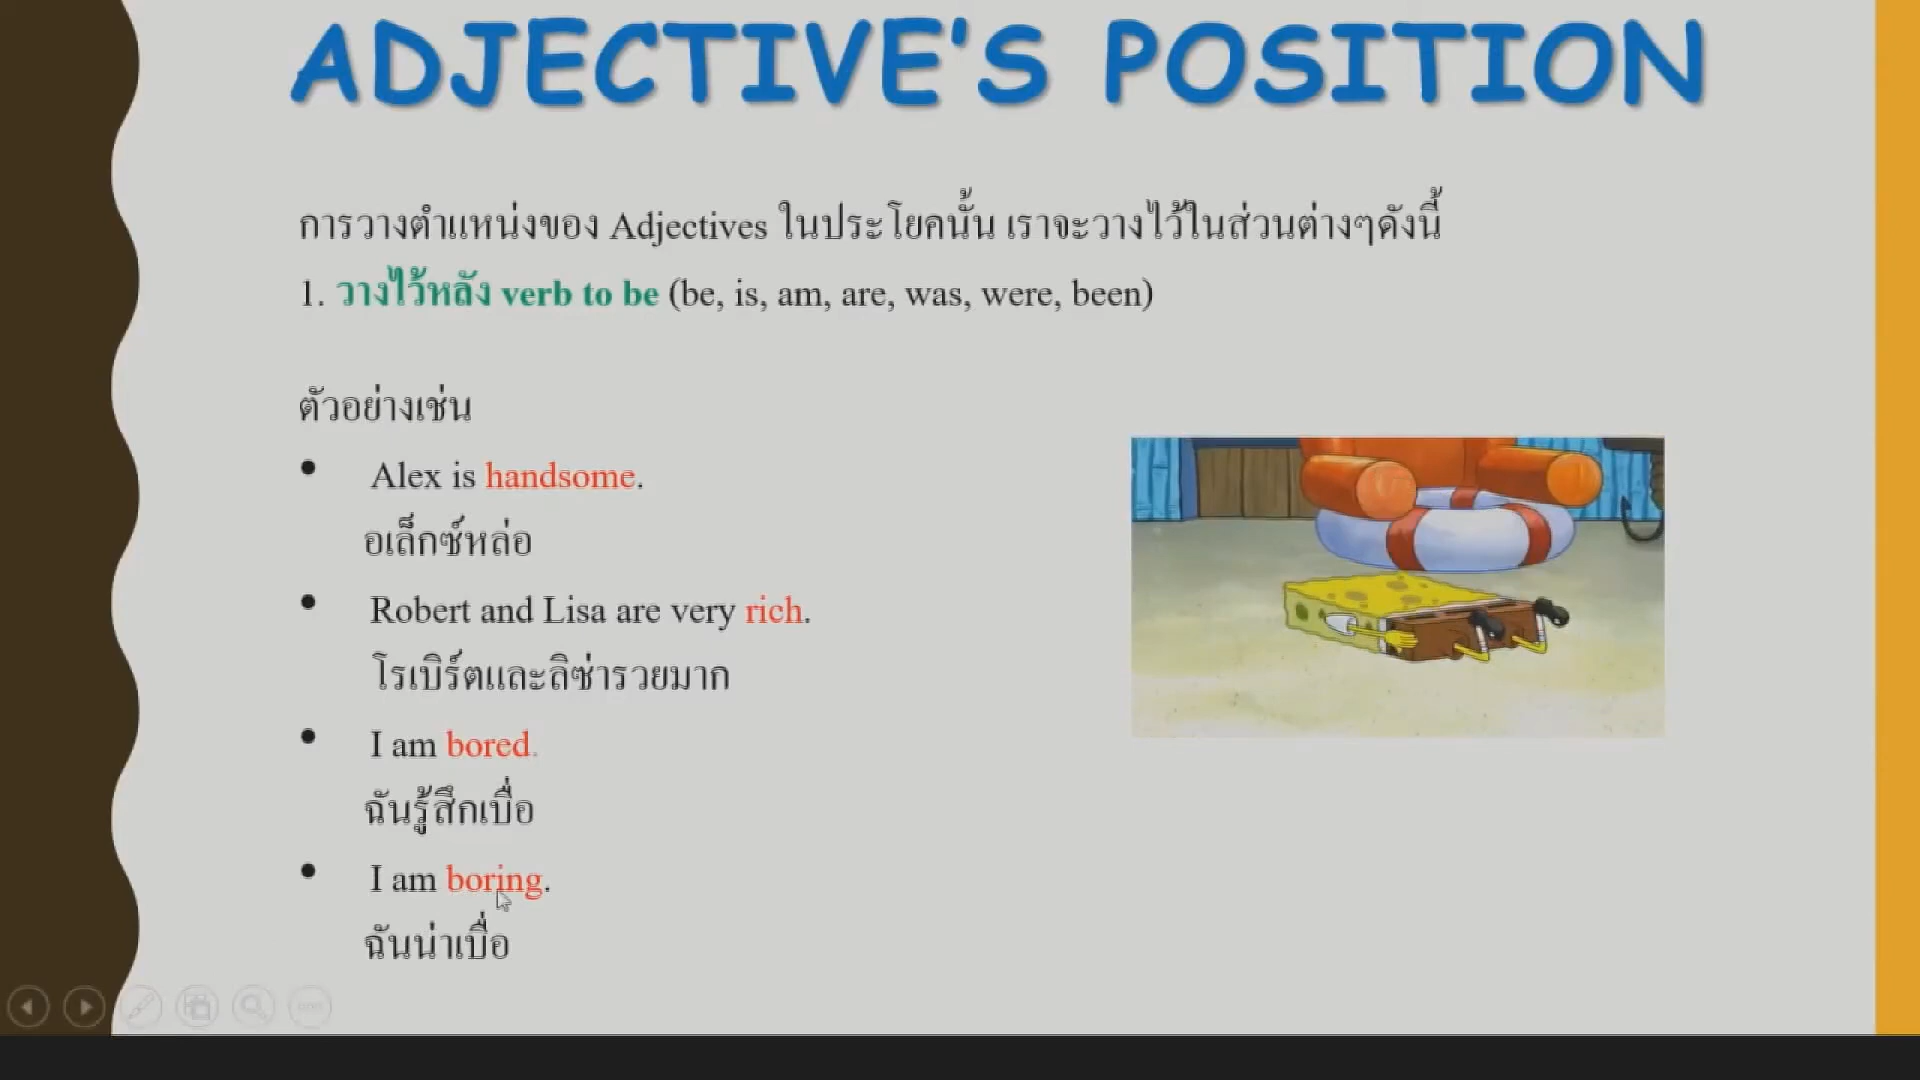 ADJECTIVE'S POSITION
การวางตำแหน่งของ Adjectives ในประโยคนั้น เราจะวางไว้ในส่วนต่างๆดังนี้
1. วางไว้หลัง verb to be (be, is, am, are, was, were, been)
ตัวอย่างเช่น
• Alex is handsome.
อเล็กซ์หล่อ
• Robert and Lisa are very rich.
โรเบิร์ตและลิซ่ารวยมาก
• I am bored.
ฉันรู้สึกเบื่อ
• I am boring.
ฉันน่าเบื่อ